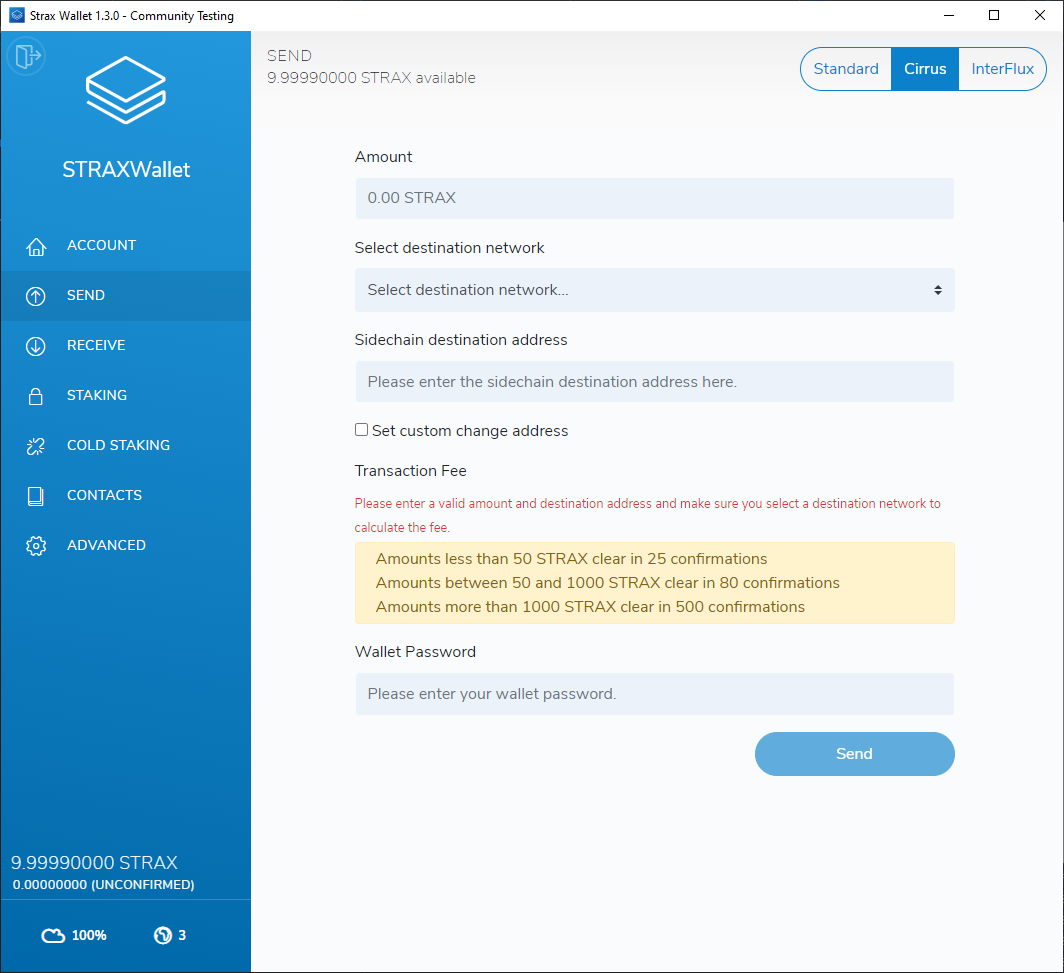 Strax Wallet 1.3.0 - Community Testing
STRAXWallet
ACCOUNT
SEND
RECEIVE
STAKING
COLD STAKING
CONTACTS
ADVANCED
9.99990000 STRAX
0.00000000 (UNCONFIRMED)
100% 3
SEND
9.99990000 STRAX available
Standard Cirrus InterFlux
Amount
0.00 STRAX
Select destination network
Select destination network...
Sidechain destination address
Please enter the sidechain destination address here.
Set custom change address
Transaction Fee
Please enter a valid amount and destination address and make sure you select a destination network to
calculate the fee.
Amounts less than 50 STRAX clear in 25 confirmations
Amounts between 50 and 1000 STRAX clear in 80 confirmations
Amounts more than 1000 STRAX clear in 500 confirmations
Wallet Password
Please enter your wallet password.
Send